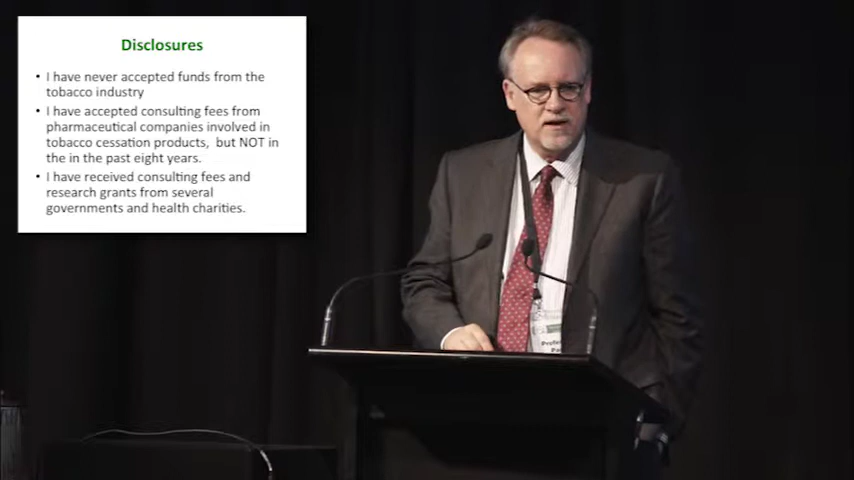 Disclosures
• I have never accepted funds from the
tobacco industry
• I have accepted consulting fees from
pharmaceutical companies involved in
tobacco cessation products, but NOT in
the in the past eight years.
• I have received consulting fees and
research grants from several
governments and health charities.